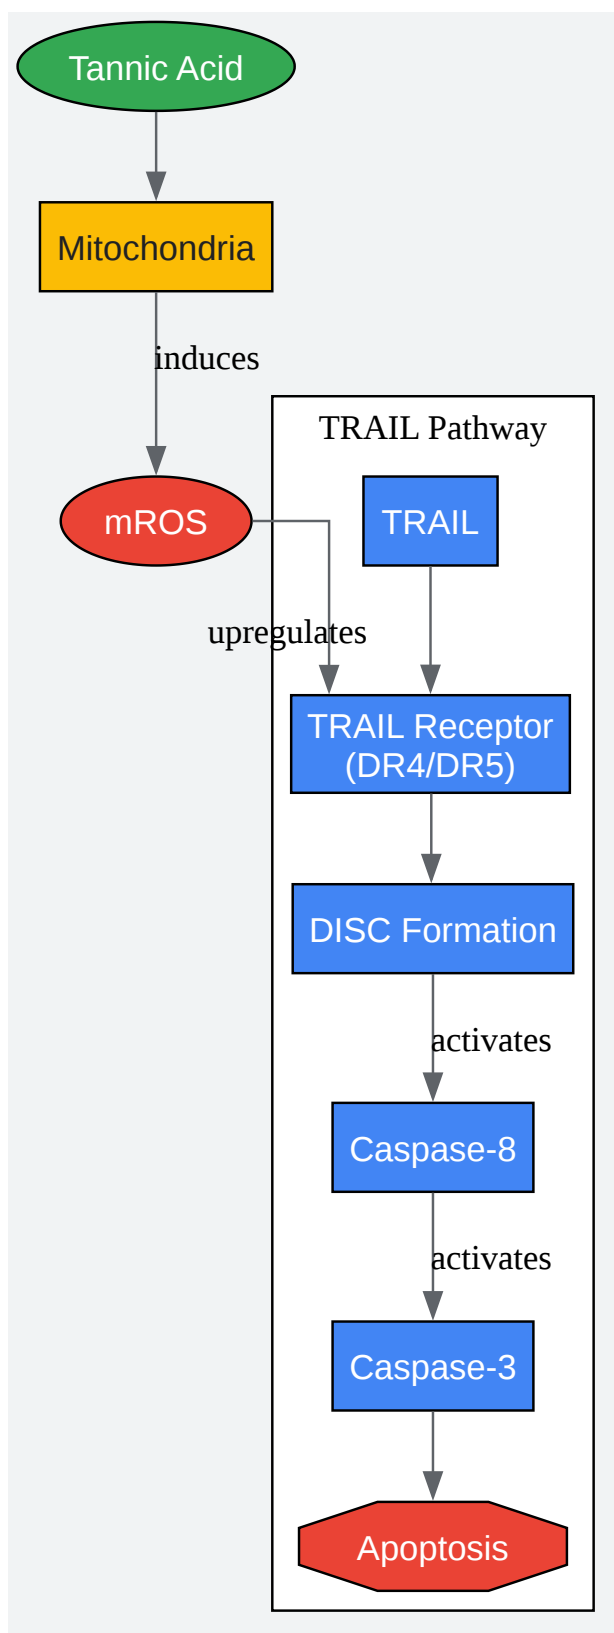 Tannic Acid
Mitochondria
induces
TRAIL Pathway
mROS
TRAIL
upregulates
TRAIL Receptor
(DR4/DR5)
DISC Formation
activates
Caspase-8
activates
Caspase-3
Apoptosis